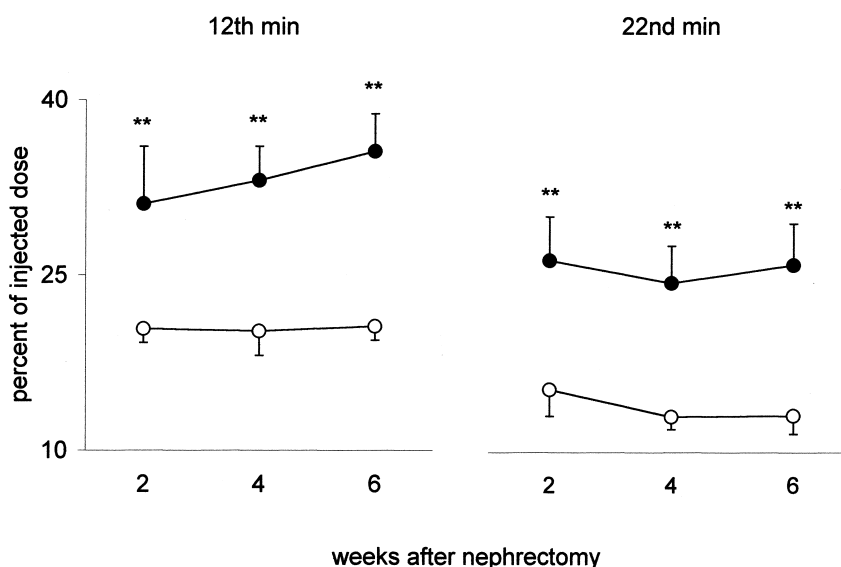 12th min
22nd min
percent of injected dose
40
25
10
**
**
**
**
**
**
2 4 6
2 4 6
weeks after nephrectomy